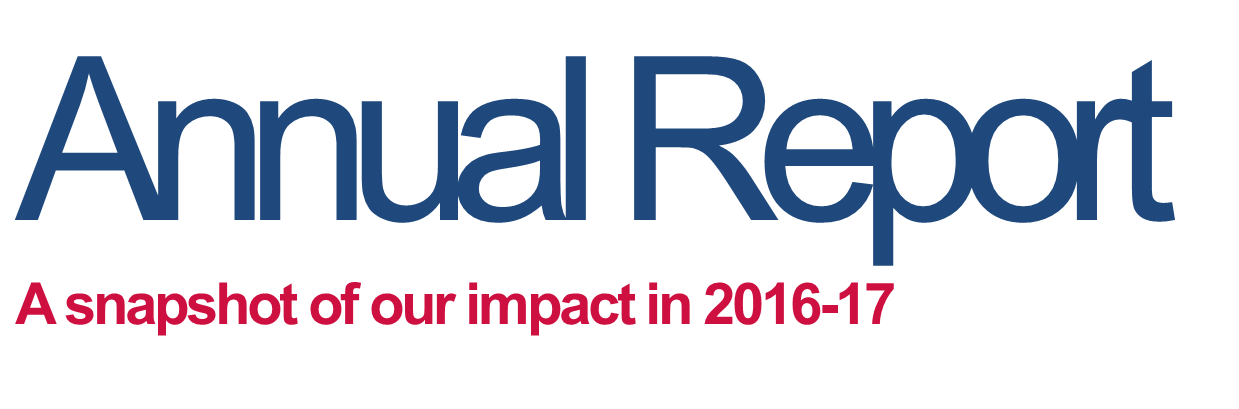 Annual Report
A snapshot of our impact in 2016-17